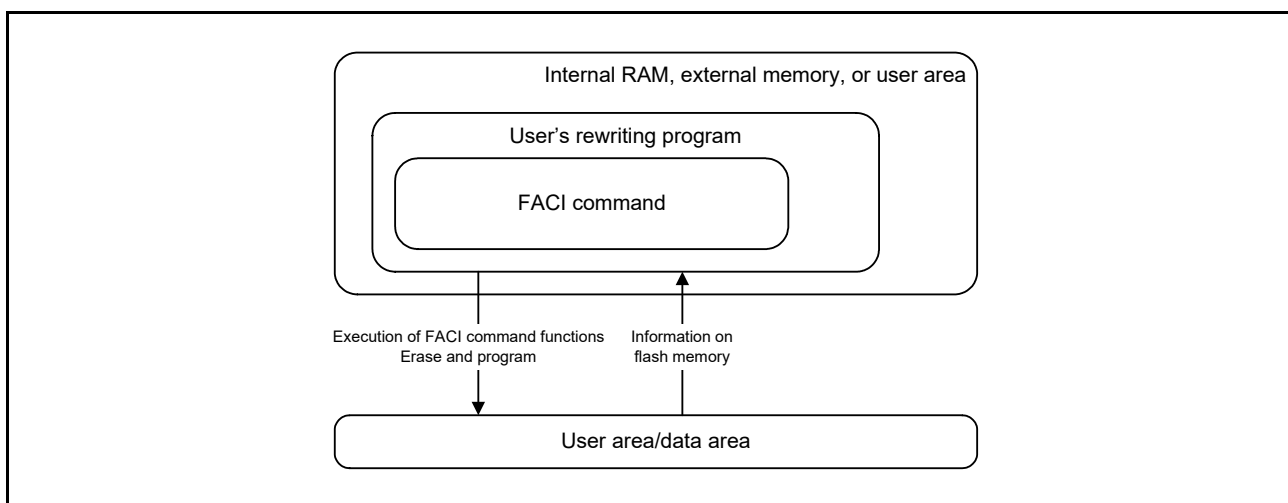 Internal RAM, external memory, or user area
User’s rewriting program
FACI command
Execution of FACI command functions
Erase and program
Information on
flash memory
User area/data area